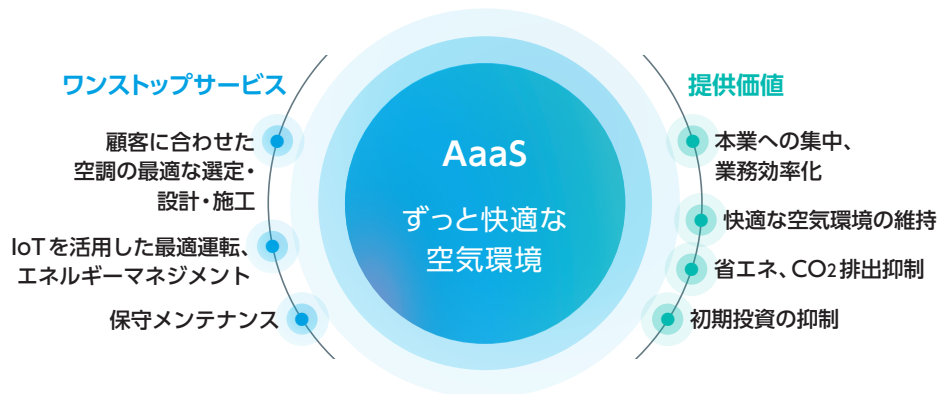 ワンストップサービス
顧客に合わせた
空調の最適な選定・
設計・施工
IoTを活用した最適運転、
エネルギーマネジメント
保守メンテナンス
AaaS
ずっと快適な
空気環境
提供価値
本業への集中、
業務効率化
快適な空気環境の維持
省エネ、CO2排出抑制
初期投資の抑制